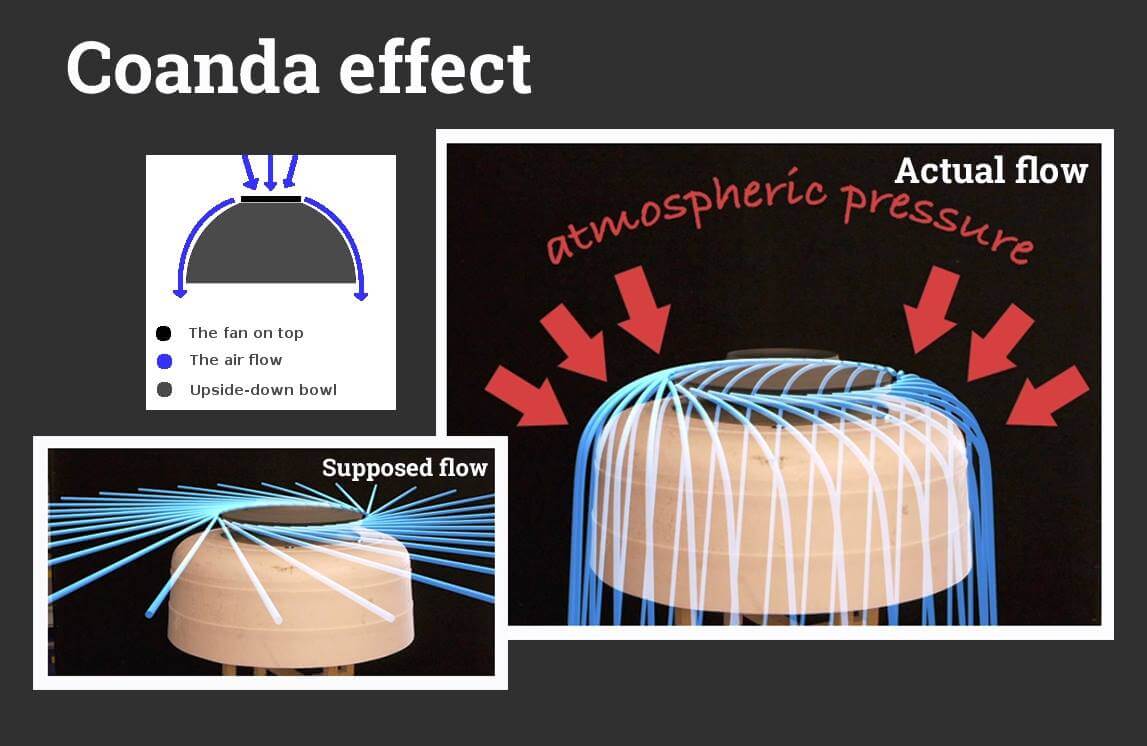 Coanda effect
Actual flow
atmospheric pressure
The fan on top
The air flow
Upside-down bowl
Supposed flow